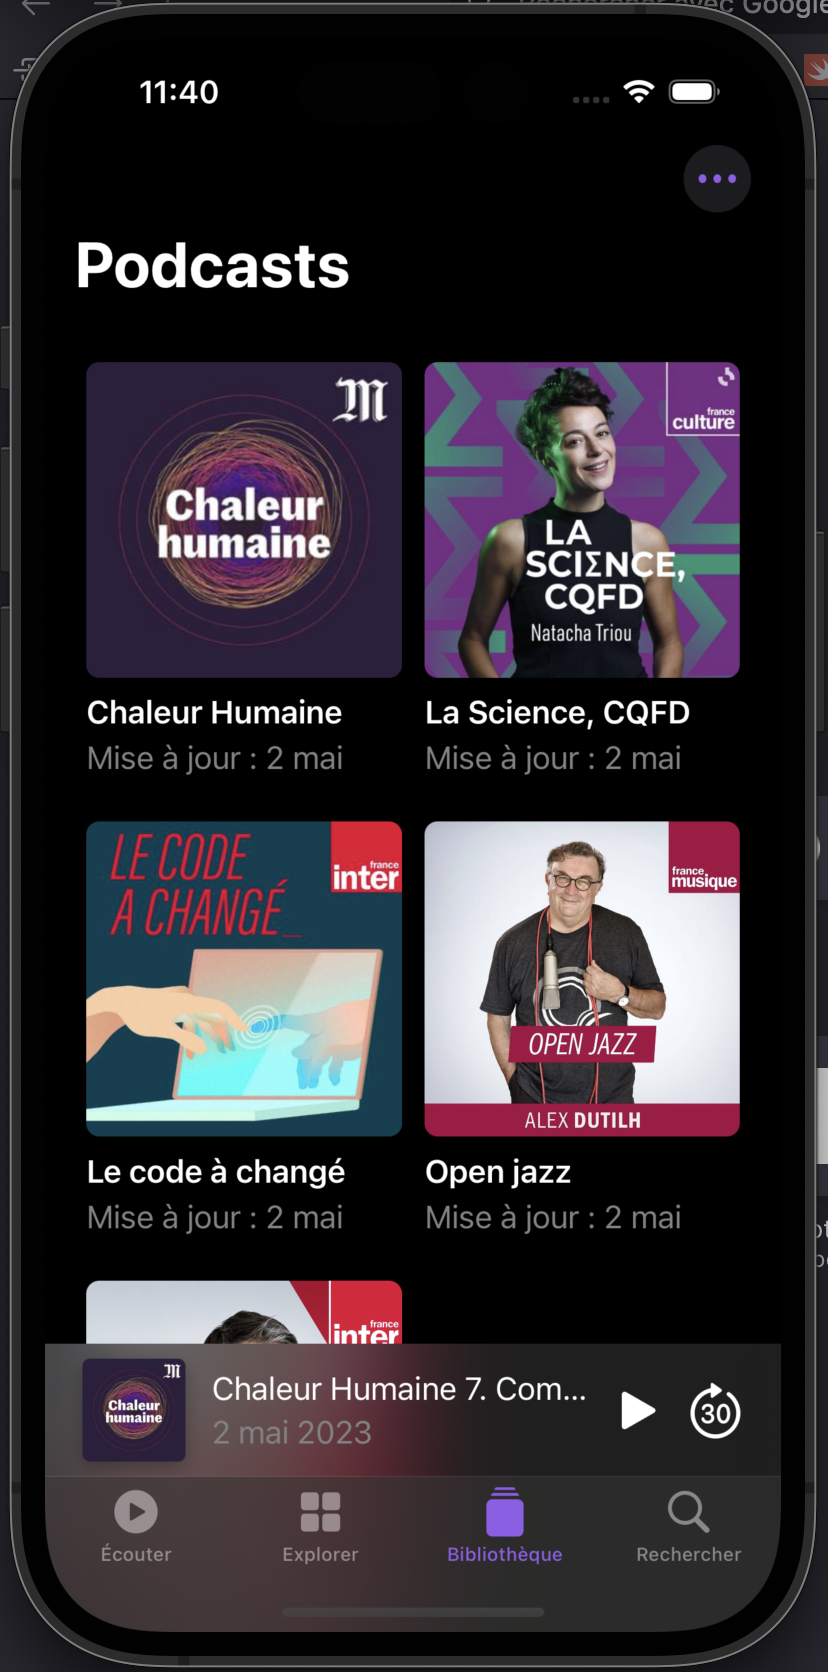 avec Google
11:40
Podcasts
M
Chaleur
humaine
france
culture
LA
SCIΣNCE,
CQFD
Natacha Triou
Chaleur Humaine
Mise à jour : 2 mai
La Science, CQFD
Mise à jour : 2 mai
LE CODE
A CHANGÉ_
france
inter
france
musique
OPEN JAZZ
ALEX DUTILH
Le code à changé
Mise à jour : 2 mai
Open jazz
Mise à jour : 2 mai
france
inter
M
Chaleur
humaine
Chaleur Humaine 7. Com...
2 mai 2023
30
Écouter
Explorer
Bibliothèque
Rechercher